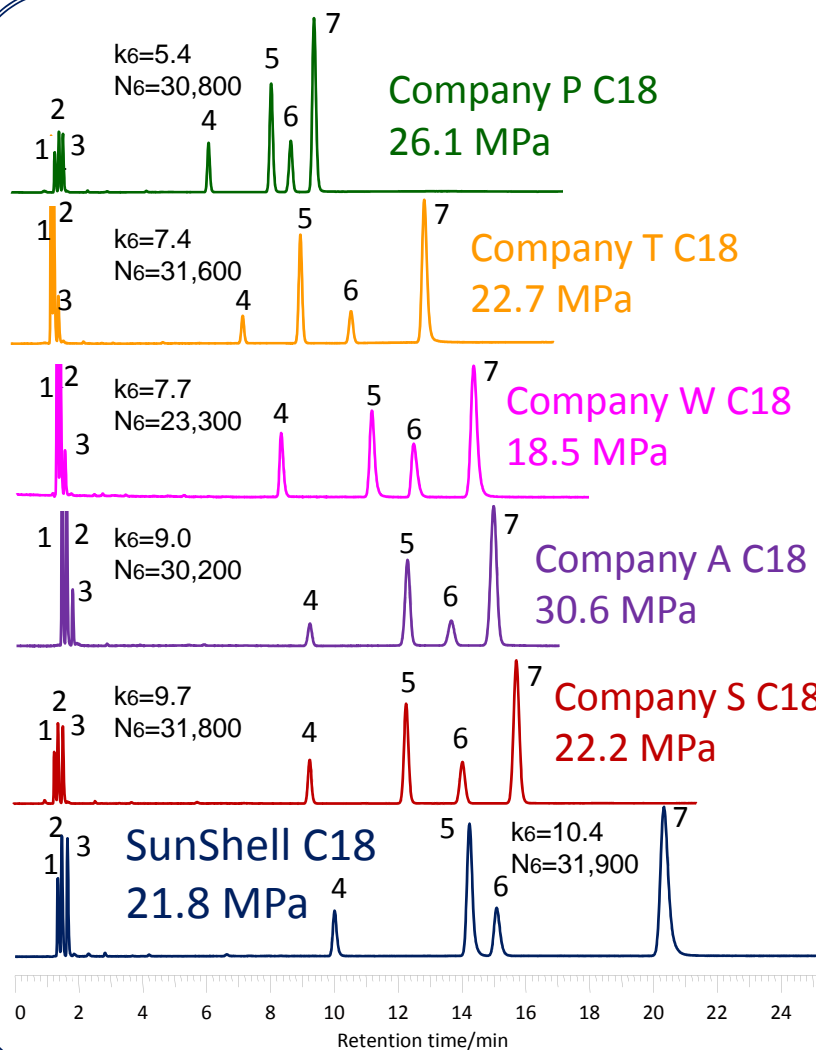 k6=5.4
N6=30,800
1
2
3
4
5
6
7
Company P C18
26.1 MPa
k6=7.4
N6=31,600
1
2
3
4
5
6
7
Company T C18
22.7 MPa
k6=7.7
N6=23,300
1
2
3
4
5
6
7
Company W C18
18.5 MPa
k6=9.0
N6=30,200
1
2
3
4
5
6
7
Company A C18
30.6 MPa
k6=9.7
N6=31,800
1
2
3
4
5
6
7
Company S C18
22.2 MPa
SunShell C18
21.8 MPa
1
2
3
4
5
6
7
k6=10.4
N6=31,900
0 2 4 6 8 10 12 14 16 18 20 22 24
Retention time/min